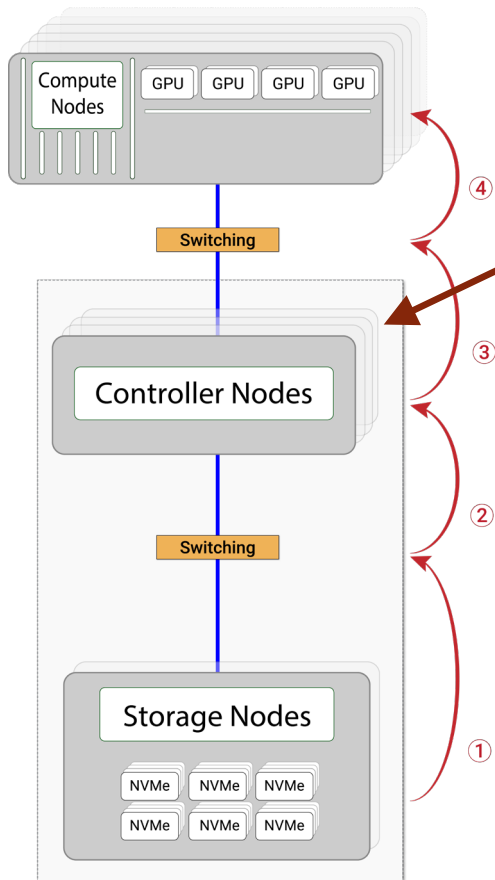 Compute
Nodes
GPU GPU GPU GPU
④
Switching
③
Controller Nodes
②
Switching
Storage Nodes
①
NVMe NVMe NVMe
NVMe NVMe NVMe